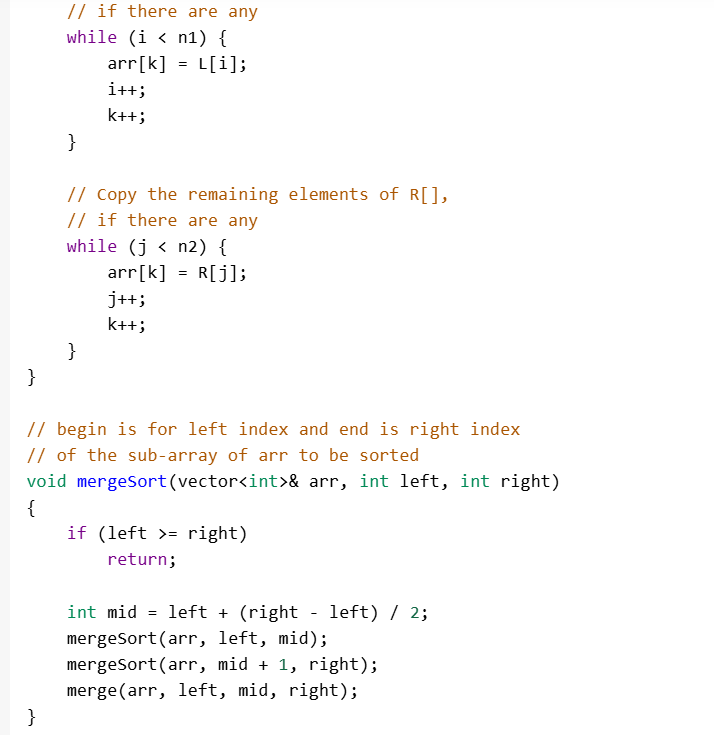 // if there are any
while (i < n1) {
arr[k] = L[i];
i++;
k++;
}
// Copy the remaining elements of R[],
// if there are any
while (j < n2) {
arr[k] = R[j];
j++;
k++;
}
}
// begin is for left index and end is right index
// of the sub-array of arr to be sorted
void mergeSort(vector<int>& arr, int left, int right)
{
if (left >= right)
return;
int mid = left + (right - left) / 2;
mergeSort(arr, left, mid);
mergeSort(arr, mid + 1, right);
merge(arr, left, mid, right);
}